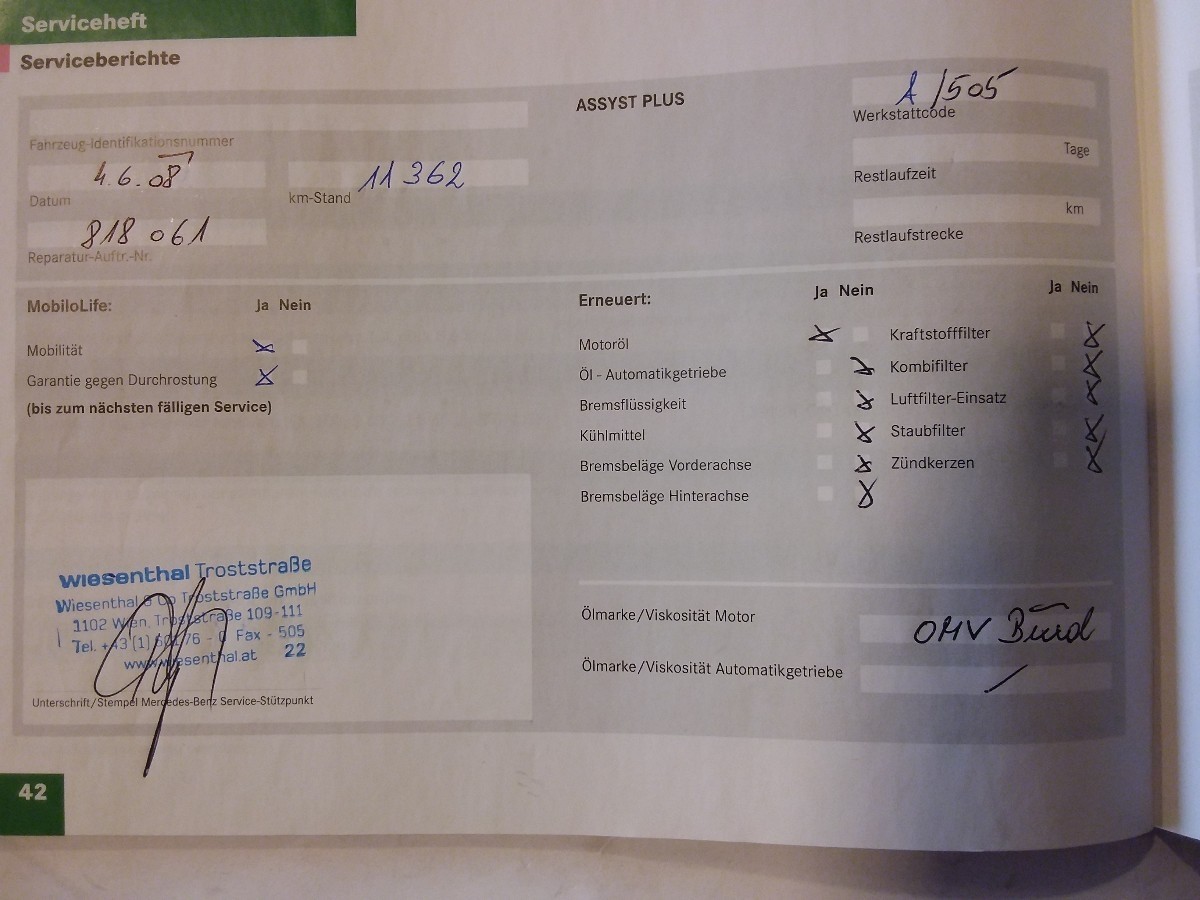 Serviceheft
Serviceberichte
ASSYST PLUS
A/505
Werkstattcode
Fahrzeug-Identifikationsnummer
Tage
4.6.08
11 362
Restlaufzeit
Datum
km-Stand
km
818 061
Restlaufstrecke
Reparatur-Auftr.-Nr.
MobiloLife: Ja Nein
Mobilität
Garantie gegen Durchrostung
(bis zum nächsten fälligen Service)
Erneuert: Ja Nein
Motoröl
Öl - Automatikgetriebe
Bremsflüssigkeit
Kühlmittel
Bremsbeläge Vorderachse
Bremsbeläge Hinterachse
Ja Nein
Kraftstofffilter
Kombifilter
Luftfilter-Einsatz
Staubfilter
Zündkerzen
wiesenthal Troststraße
Wiesenthal & Co Troststraße GmbH
1102 Wien, Troststraße 109-111
Tel. +43 (1) 76 - 0 Fax - 505
www.wiesenthal.at 22
Unterschrift/Stempel Mercedes-Benz Service-Stützpunkt
Ölmarke/Viskosität Motor
OMV
Ölmarke/Viskosität Automatikgetriebe
42